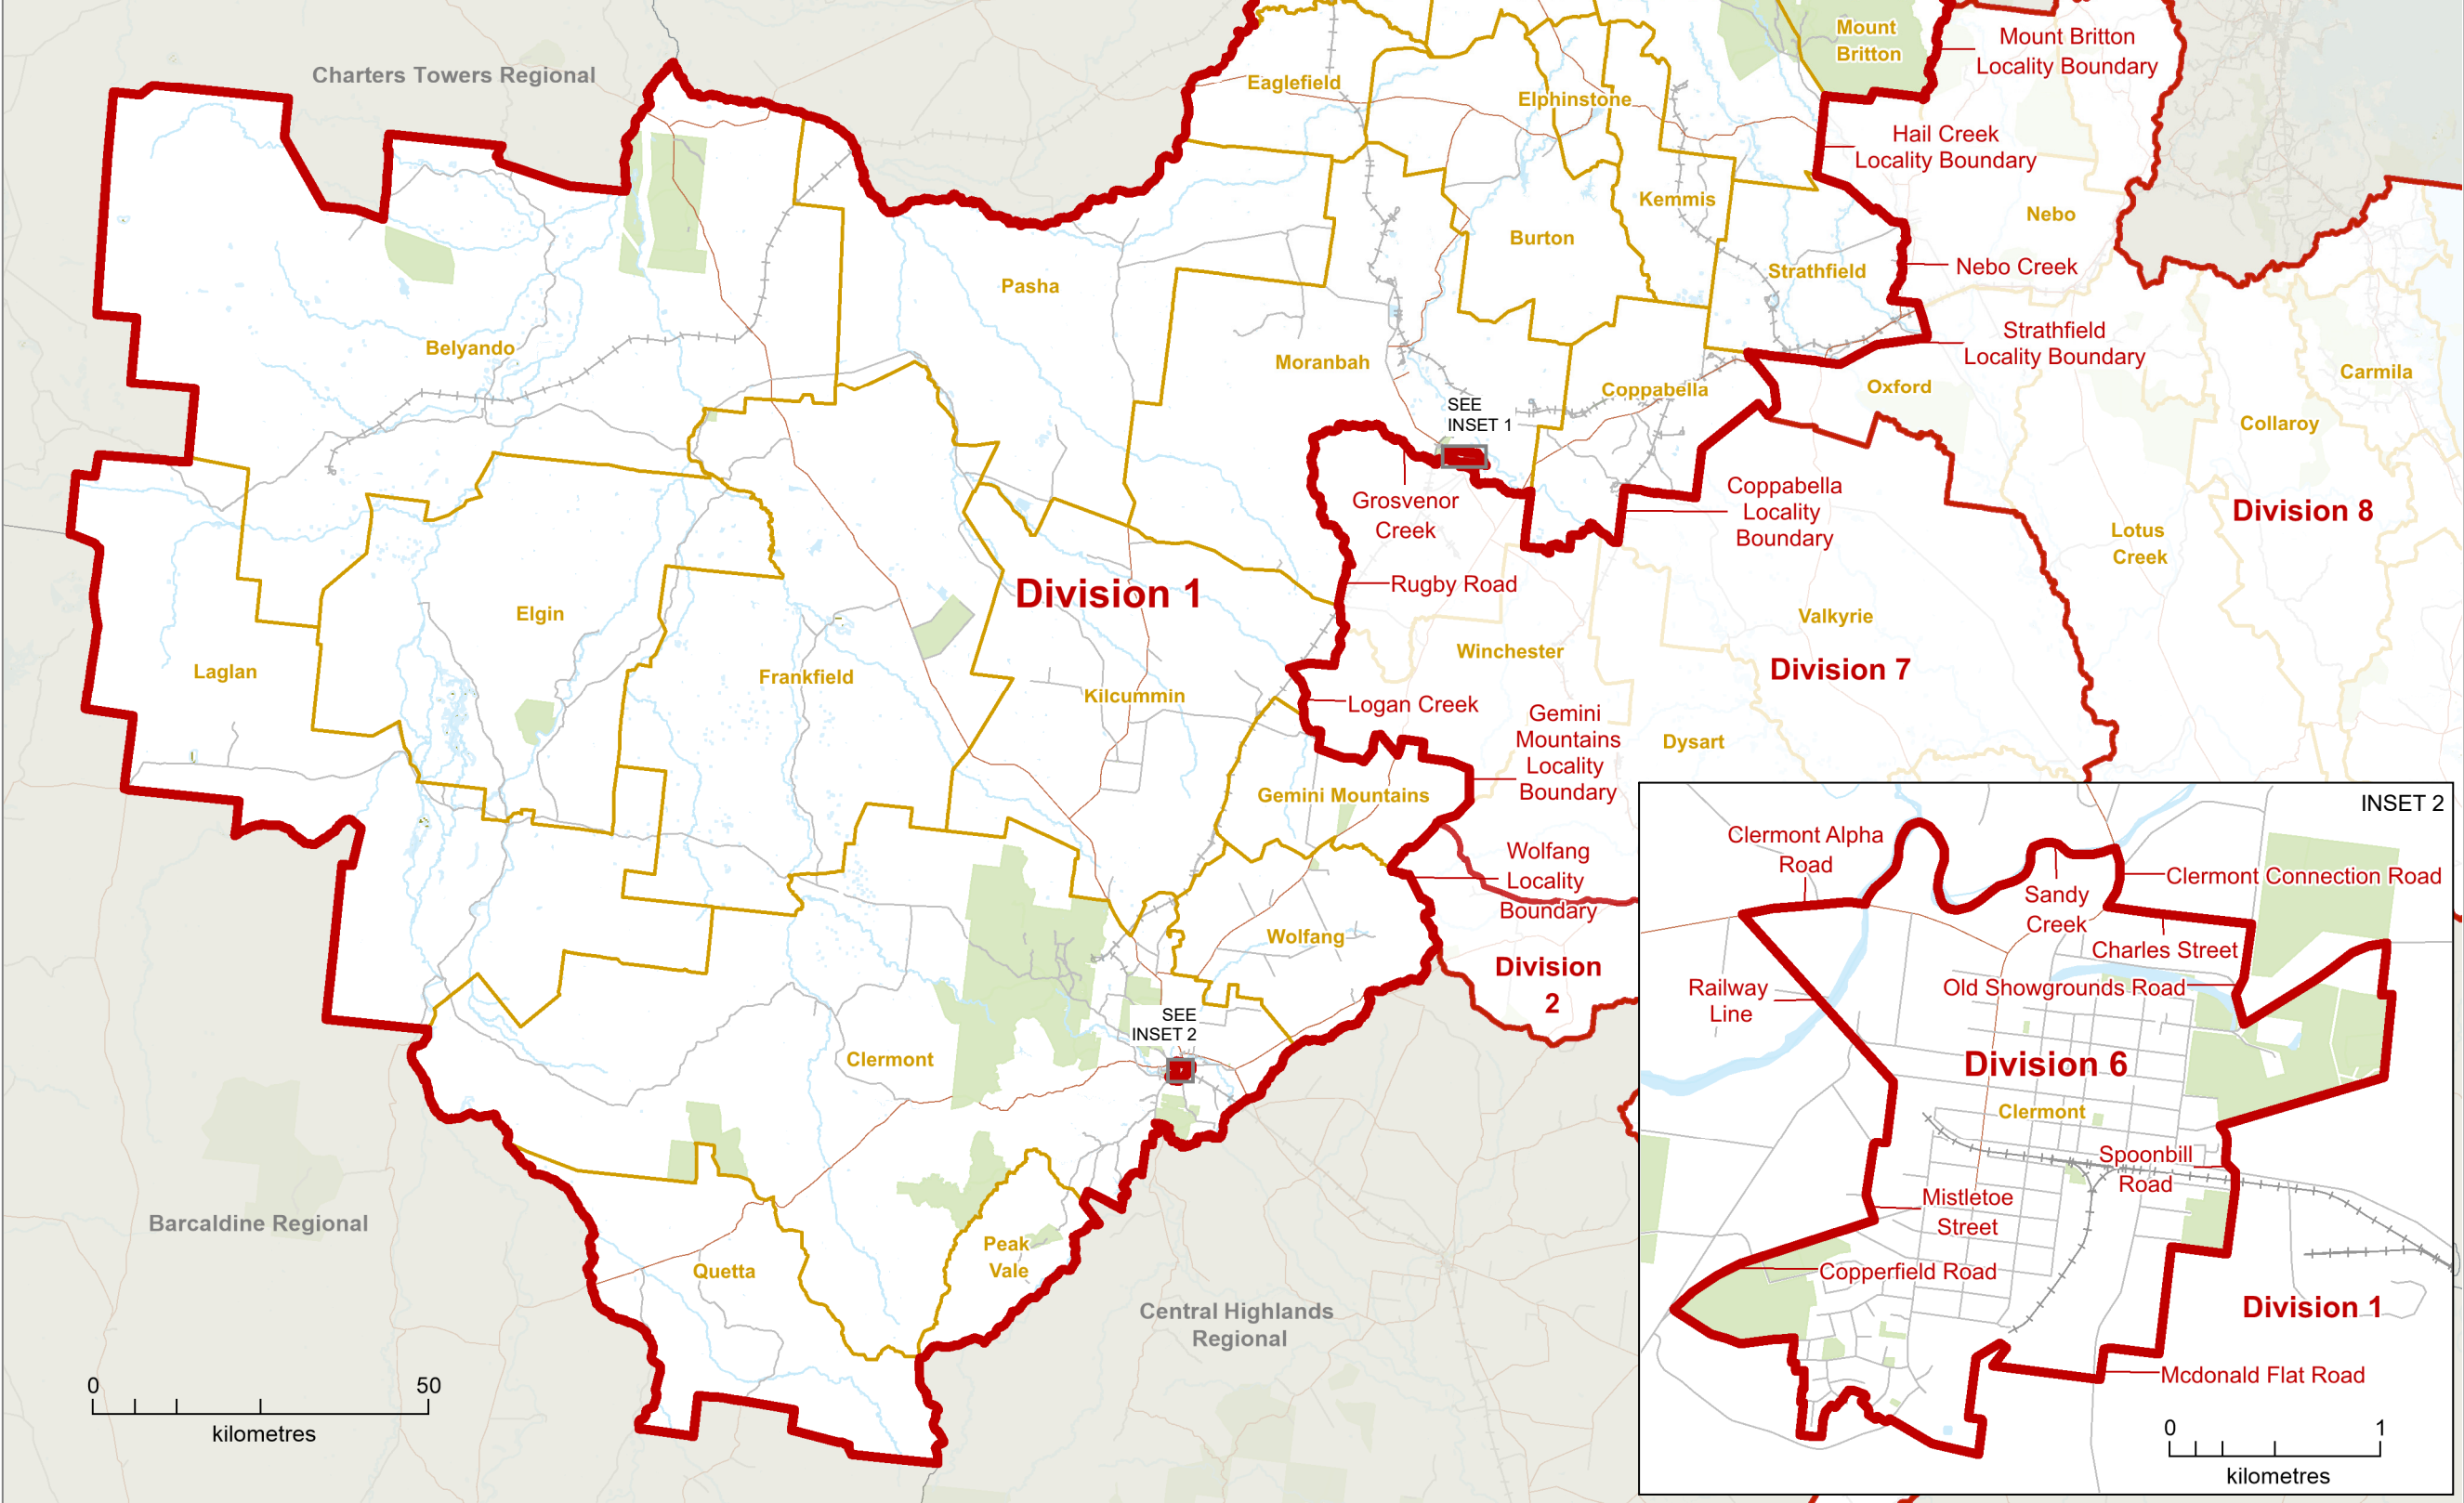 Charters Towers Regional
Eaglefield
Elphinstone
Mount
Britton
Mount Britton
Locality Boundary
Hail Creek
Locality Boundary
Kemmis
Nebo
Burton
Strathfield
Nebo Creek
Pasha
Belyando
Moranbah
Coppabella
Strathfield
Locality Boundary
Oxford
Carmila
Collaroy
SEE
INSET 1
Grosvenor
Creek
Coppabella
Locality
Boundary
Division 8
Lotus
Creek
Division 1
Rugby Road
Elgin
Valkyrie
Winchester
Division 7
Laglan
Frankfield
Kilcummin
Logan Creek
Gemini
Mountains
Locality
Boundary
Dysart
Gemini Mountains
Wolfang
Locality
Boundary
Wolfang
Division
2
SEE
INSET 2
Clermont
Barcaldine Regional
Quetta
Peak
Vale
Central Highlands
Regional
0 50
kilometres
INSET 2
Clermont Alpha
Road
Clermont Connection Road
Sandy
Creek
Charles Street
Railway
Line
Old Showgrounds Road
Division 6
Clermont
Spoonbill
Road
Mistletoe
Street
Copperfield Road
Division 1
Mcdonald Flat Road
0 1
kilometres